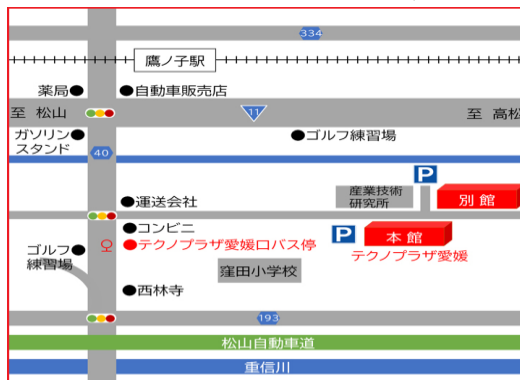 334
鷹ノ子駅
薬局
自動車販売店
至 松山
11
至 高松
ガソリン
スタンド
ゴルフ練習場
40
P
産業技術
研究所
別館
運送会社
コンビニ
テクノプラザ愛媛口バス停
P
本館
テクノプラザ愛媛
ゴルフ
練習場
窪田小学校
西林寺
193
松山自動車道
重信川